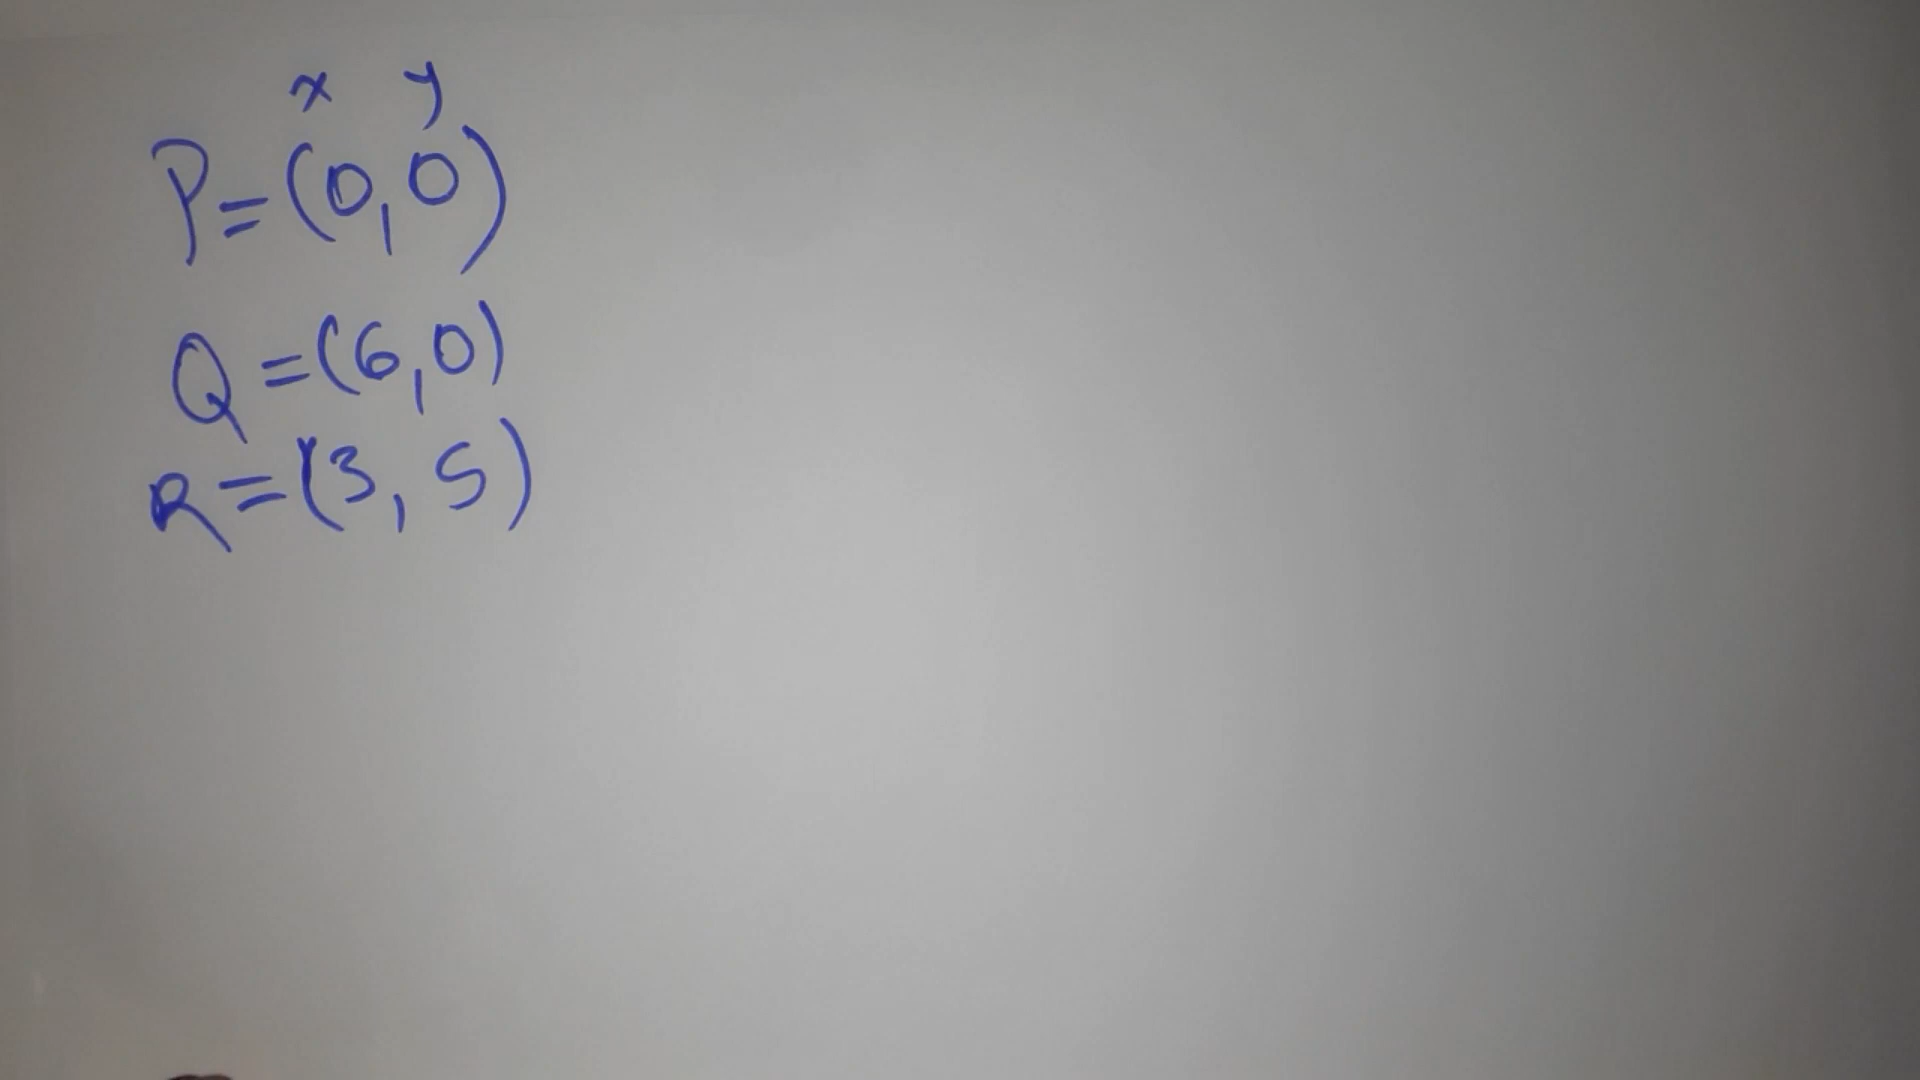 x y
P=(0,0)
Q=(6,0)
R=(3,5)